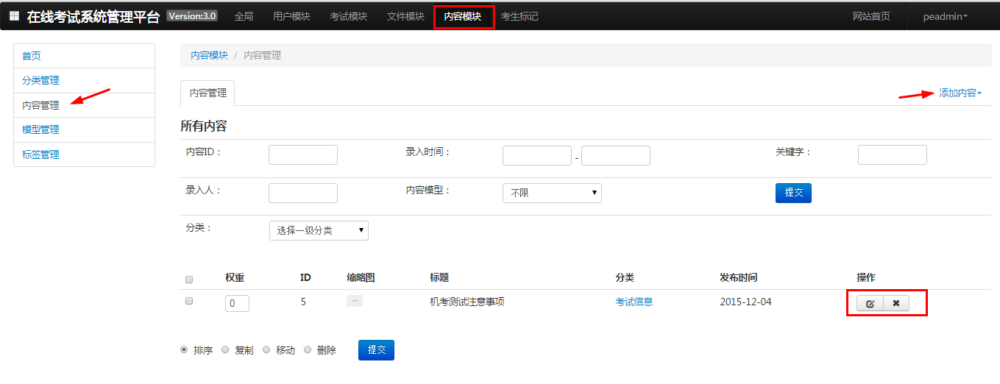 在线考试系统管理平台 Version:3.0 全局 用户模块 考试模块 文件模块 内容模块 考生标记 网站首页 peadmin
首页
分类管理
内容管理
模型管理
标签管理
内容模块 / 内容管理
内容管理 添加内容
所有内容
内容ID： 录入时间： - 关键字：
录入人： 内容模型： 不限 提交
分类： 选择一级分类
权重 ID 缩略图 标题 分类 发布时间 操作
0 5 机考测试注意事项 考试信息 2015-12-04
排序 复制 移动 删除 提交